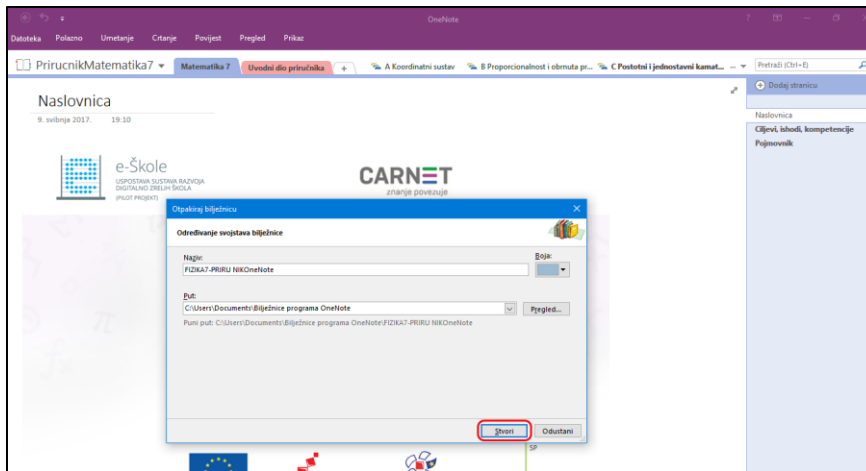 OneNote
Datoteka Polazno Umetanje Crtanje Povijest Pregled Prikaz
PrirucnikMatematika7 Matematika 7 Uvodni dio priručnika + A Koordinatni sustav B Proporcionalnost i obrnuta pr... C Postotni i jednostavni kamat... Pretraži (Ctrl+E)
Dodaj stranicu
Naslovnica
9. svibnja 2017. 19:10
Naslovnica
Ciljevi, ishodi, kompetencije
Pojmovnik
e-Škole
USPOSTAVA SUSTAVA RAZVOJA
DIGITALNO ZRELIH ŠKOLA
(PILOT PROJEKT)
CARNET
znanje povezuje
Otpakiraj bilježnicu
Određivanje svojstava bilježnice
Naziv:
Boja:
FIZIKA7-PRIRU NIKOneNote
Put:
C:\Users\Documents\Bilježnice programa OneNote
Pregled...
Puni put: C:\Users\Documents\Bilježnice programa OneNote\FIZIKA7-PRIRU NIKOneNote
Stvori Odustani
SP